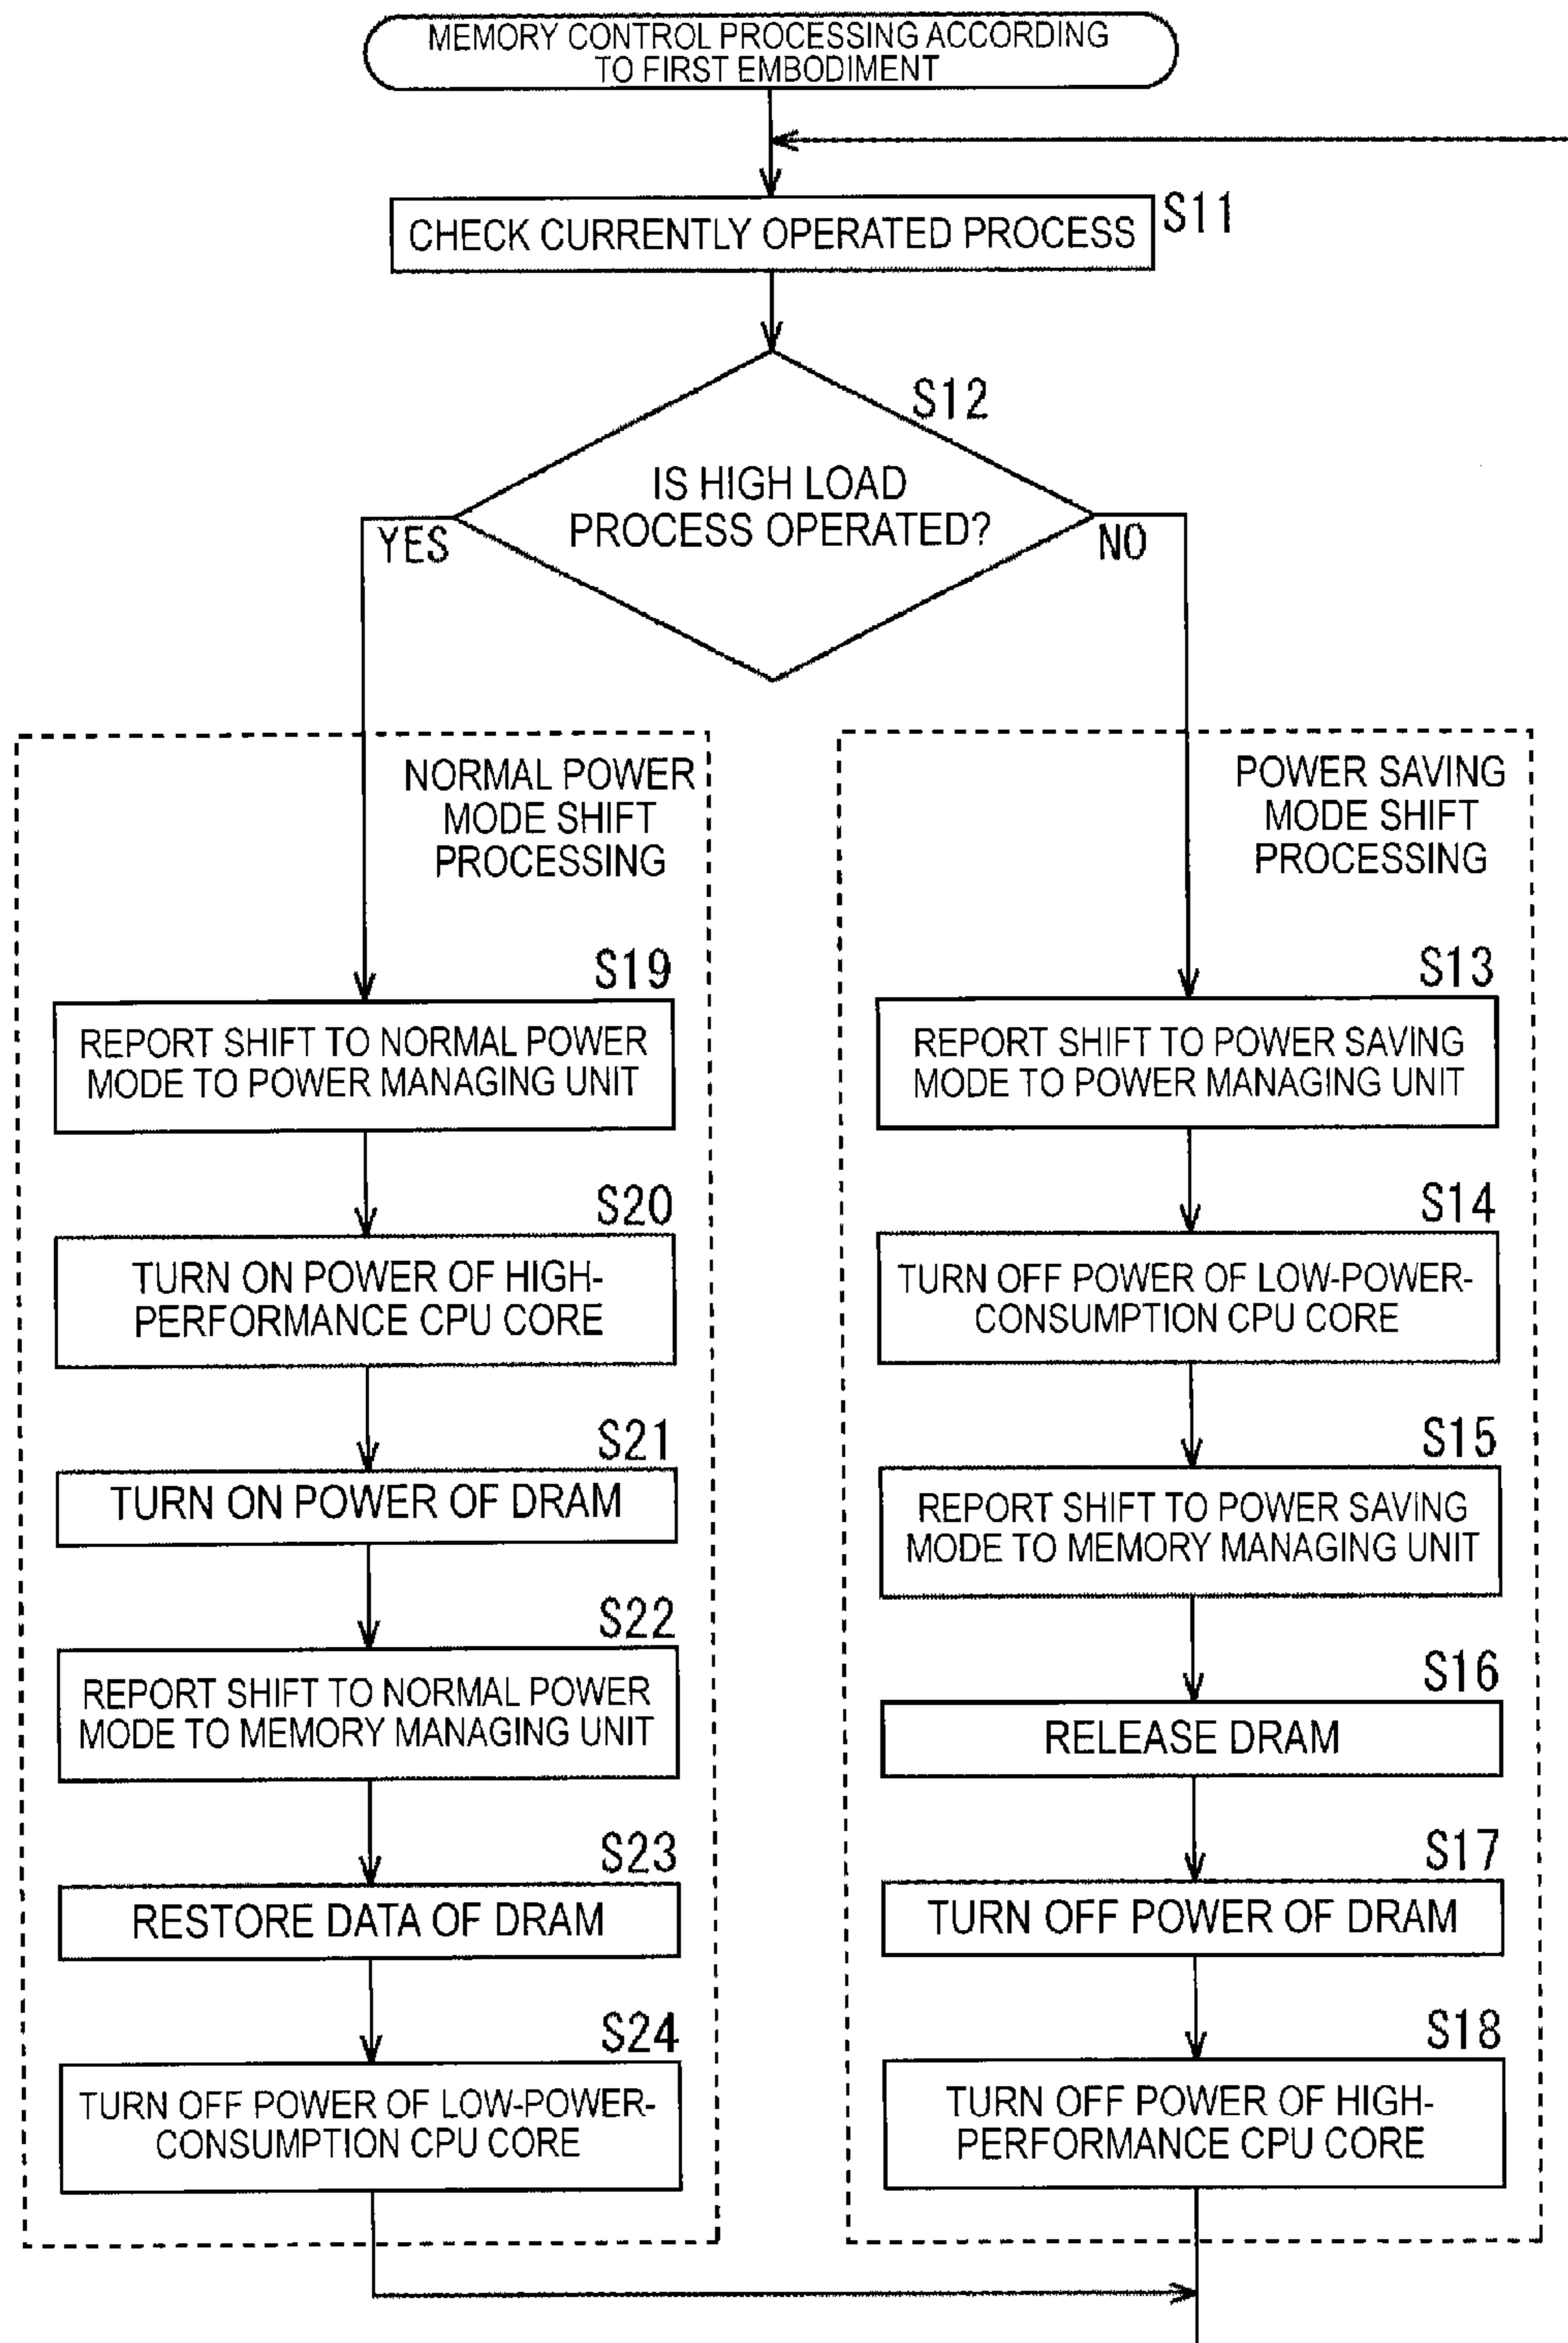 MEMORY CONTROL PROCESSING ACCORDING
TO FIRST EMBODIMENT
S11
CHECK CURRENTLY OPERATED PROCESS
S12
IS HIGH LOAD
PROCESS OPERATED?
YES
NO
NORMAL POWER
MODE SHIFT
PROCESSING
S19
REPORT SHIFT TO NORMAL POWER
MODE TO POWER MANAGING UNIT
S20
TURN ON POWER OF HIGH-
PERFORMANCE CPU CORE
S21
TURN ON POWER OF DRAM
S22
REPORT SHIFT TO NORMAL POWER
MODE TO MEMORY MANAGING UNIT
S23
RESTORE DATA OF DRAM
S24
TURN OFF POWER OF LOW-POWER-
CONSUMPTION CPU CORE
POWER SAVING
MODE SHIFT
PROCESSING
S13
REPORT SHIFT TO POWER SAVING
MODE TO POWER MANAGING UNIT
S14
TURN OFF POWER OF LOW-POWER-
CONSUMPTION CPU CORE
S15
REPORT SHIFT TO POWER SAVING
MODE TO MEMORY MANAGING UNIT
S16
RELEASE DRAM
S17
TURN OFF POWER OF DRAM
S18
TURN OFF POWER OF HIGH-
PERFORMANCE CPU CORE